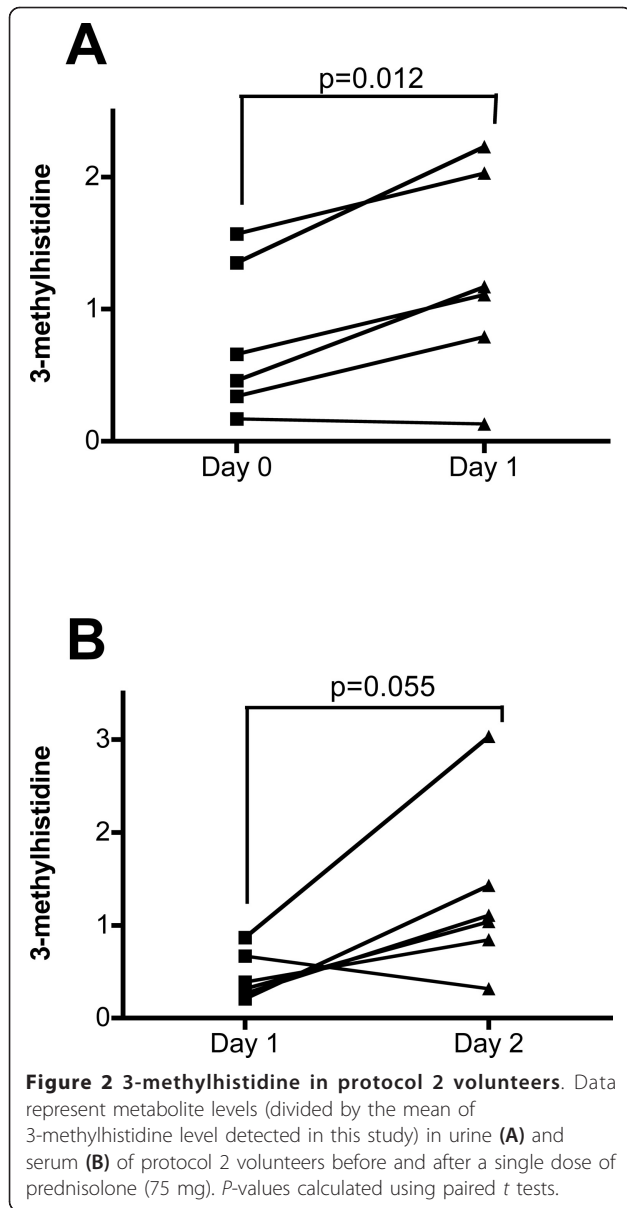 A
p=0.012
3-methylhistidine
2
1
0
Day 0 Day 1
B
p=0.055
3-methylhistidine
3
2
1
0
Day 1 Day 2
Figure 2 3-methylhistidine in protocol 2 volunteers. Data
represent metabolite levels (divided by the mean of
3-methylhistidine level detected in this study) in urine (A) and
serum (B) of protocol 2 volunteers before and after a single dose of
prednisolone (75 mg). P-values calculated using paired t tests.